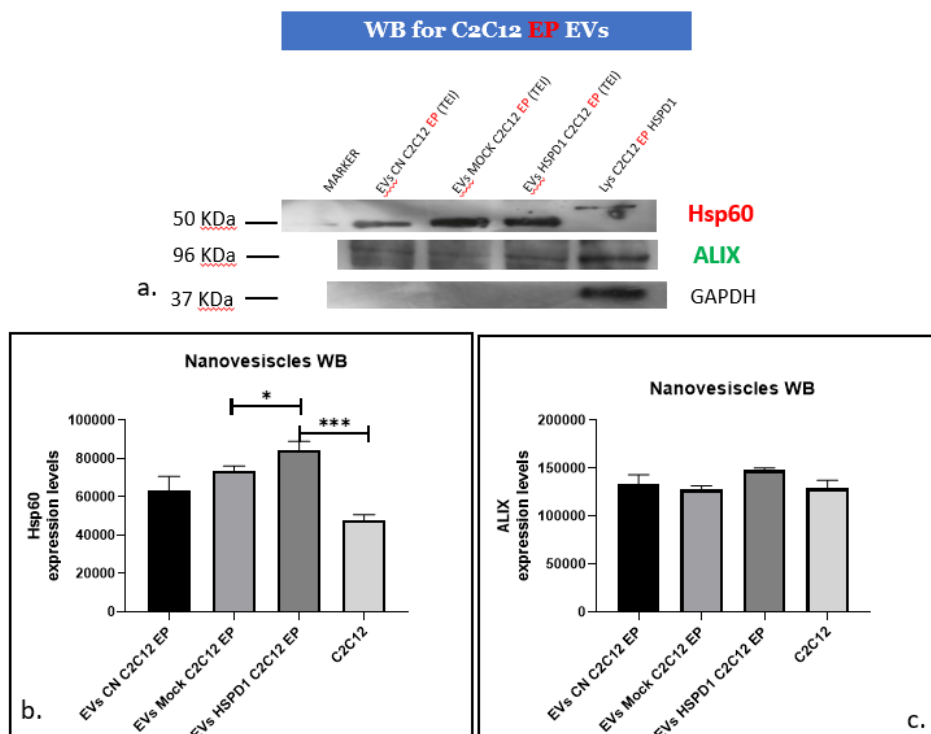 WB for C2C12 EP EVs
MARKER
EVs CN C2C12 EP (TEI)
EVs MOCK C2C12 EP (TEI)
EVs HSPD1 C2C12 EP (TEI)
Lys C2C12 EP HSPD1
50 KDa
Hsp60
96 KDa
ALIX
a.
37 KDa
GAPDH
Nanovesiscles WB
*
***
100000
80000
60000
40000
20000
0
Hsp60
expression levels
EVs CN C2C12 EP
EVs Mock C2C12 EP
EVs HSPD1 C2C12 EP
C2C12
b.
Nanovesiscles WB
200000
150000
100000
50000
0
ALIX
expression levels
EVs CN C2C12 EP
EVs Mock C2C12 EP
EVs HSPD1 C2C12 EP
C2C12
c.